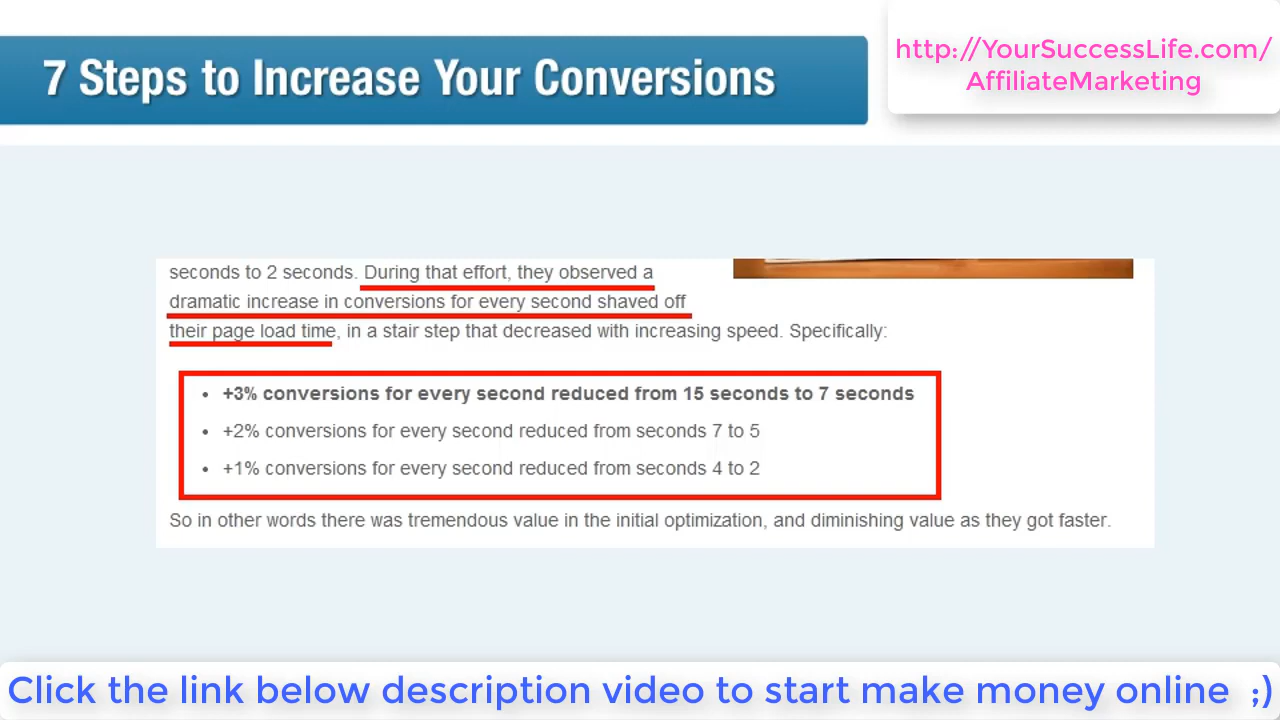 7 Steps to Increase Your Conversions
http://YourSuccessLife.com/
AffiliateMarketing
seconds to 2 seconds. During that effort, they observed a
dramatic increase in conversions for every second shaved off
their page load time, in a stair step that decreased with increasing speed. Specifically:
• +3% conversions for every second reduced from 15 seconds to 7 seconds
• +2% conversions for every second reduced from seconds 7 to 5
• +1% conversions for every second reduced from seconds 4 to 2
So in other words there was tremendous value in the initial optimization, and diminishing value as they got faster.
Click the link below description video to start make money online ;)